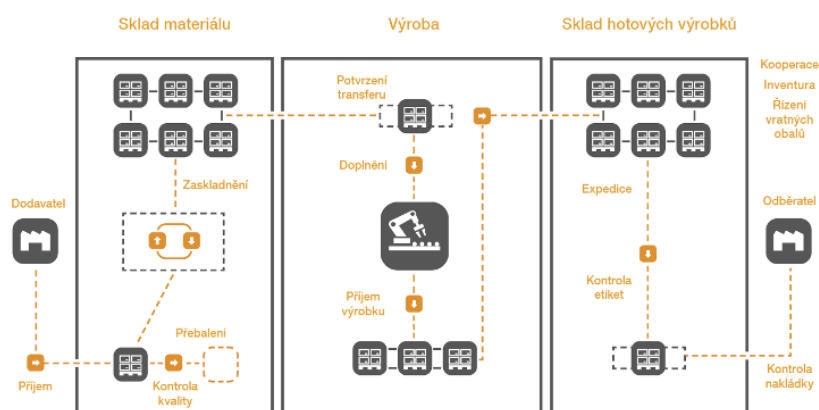 Sklad materiálu
Výroba
Sklad hotových výrobků
Kooperace
Inventura
Řízení
vratných
obalů
Potvrzení
transferu
Doplnění
Zaskladnění
Expedice
Dodavatel
Odběratel
Kontrola
etiket
Příjem
výrobku
Přebalení
Příjem
Kontrola
kvality
Kontrola
nakládky